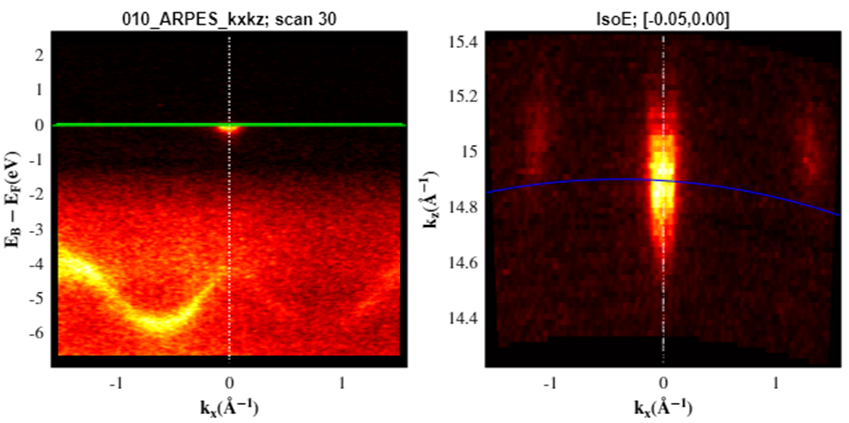 010_ARPES_kxkz; scan 30
2
1
0
-1
-2
-3
-4
-5
-6
E_B − E_F(eV)
-1 0 1
k_x(Å⁻¹)
IsoE; [-0.05,0.00]
15.4
15.2
15
14.8
14.6
14.4
k_z(Å⁻¹)
-1 0 1
k_x(Å⁻¹)